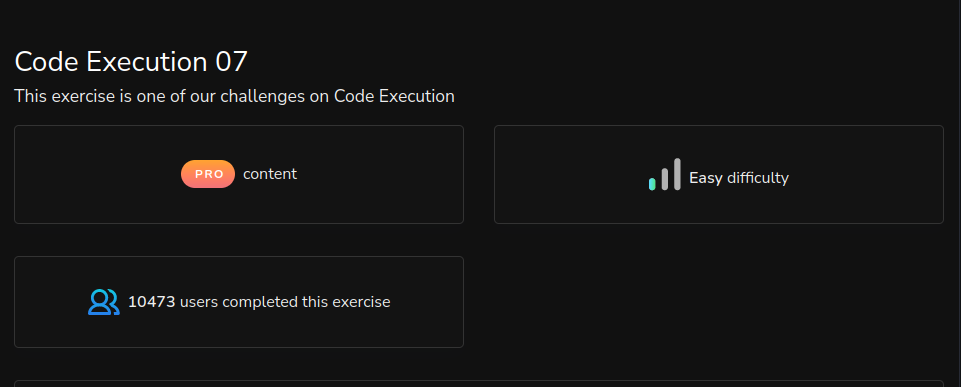 Code Execution 07
This exercise is one of our challenges on Code Execution
PRO content
Easy difficulty
10473 users completed this exercise